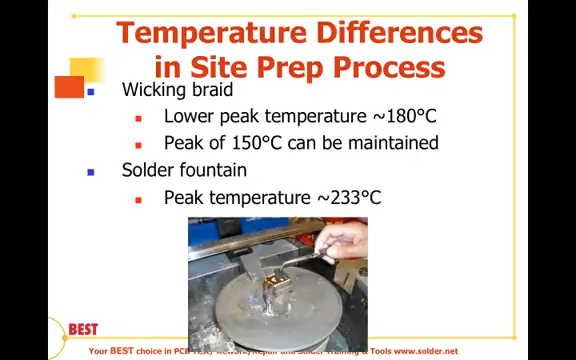 Temperature Differences
in Site Prep Process
Wicking braid
Lower peak temperature ~180°C
Peak of 150°C can be maintained
Solder fountain
Peak temperature ~233°C
BEST
Your BEST choice in PCB Test/ Rework/Repair and Solder Training & Tools www.solder.net